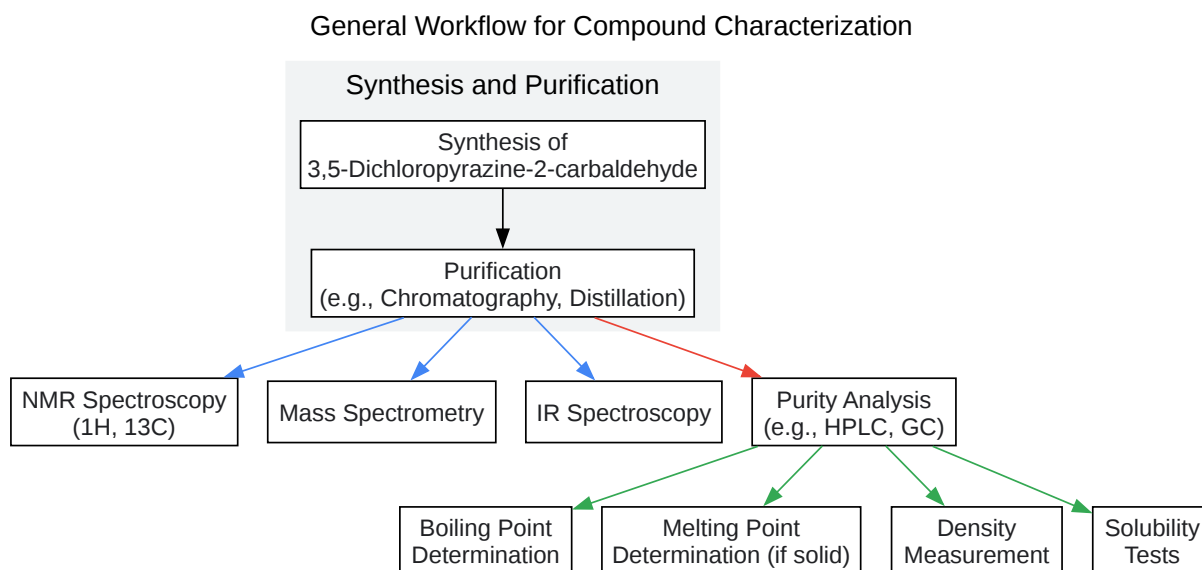 General Workflow for Compound Characterization
Synthesis and Purification
Synthesis of
3,5-Dichloropyrazine-2-carbaldehyde
Purification
(e.g., Chromatography, Distillation)
NMR Spectroscopy
(1H, 13C)
Mass Spectrometry
IR Spectroscopy
Purity Analysis
(e.g., HPLC, GC)
Boiling Point
Determination
Melting Point
Determination (if solid)
Density
Measurement
Solubility
Tests